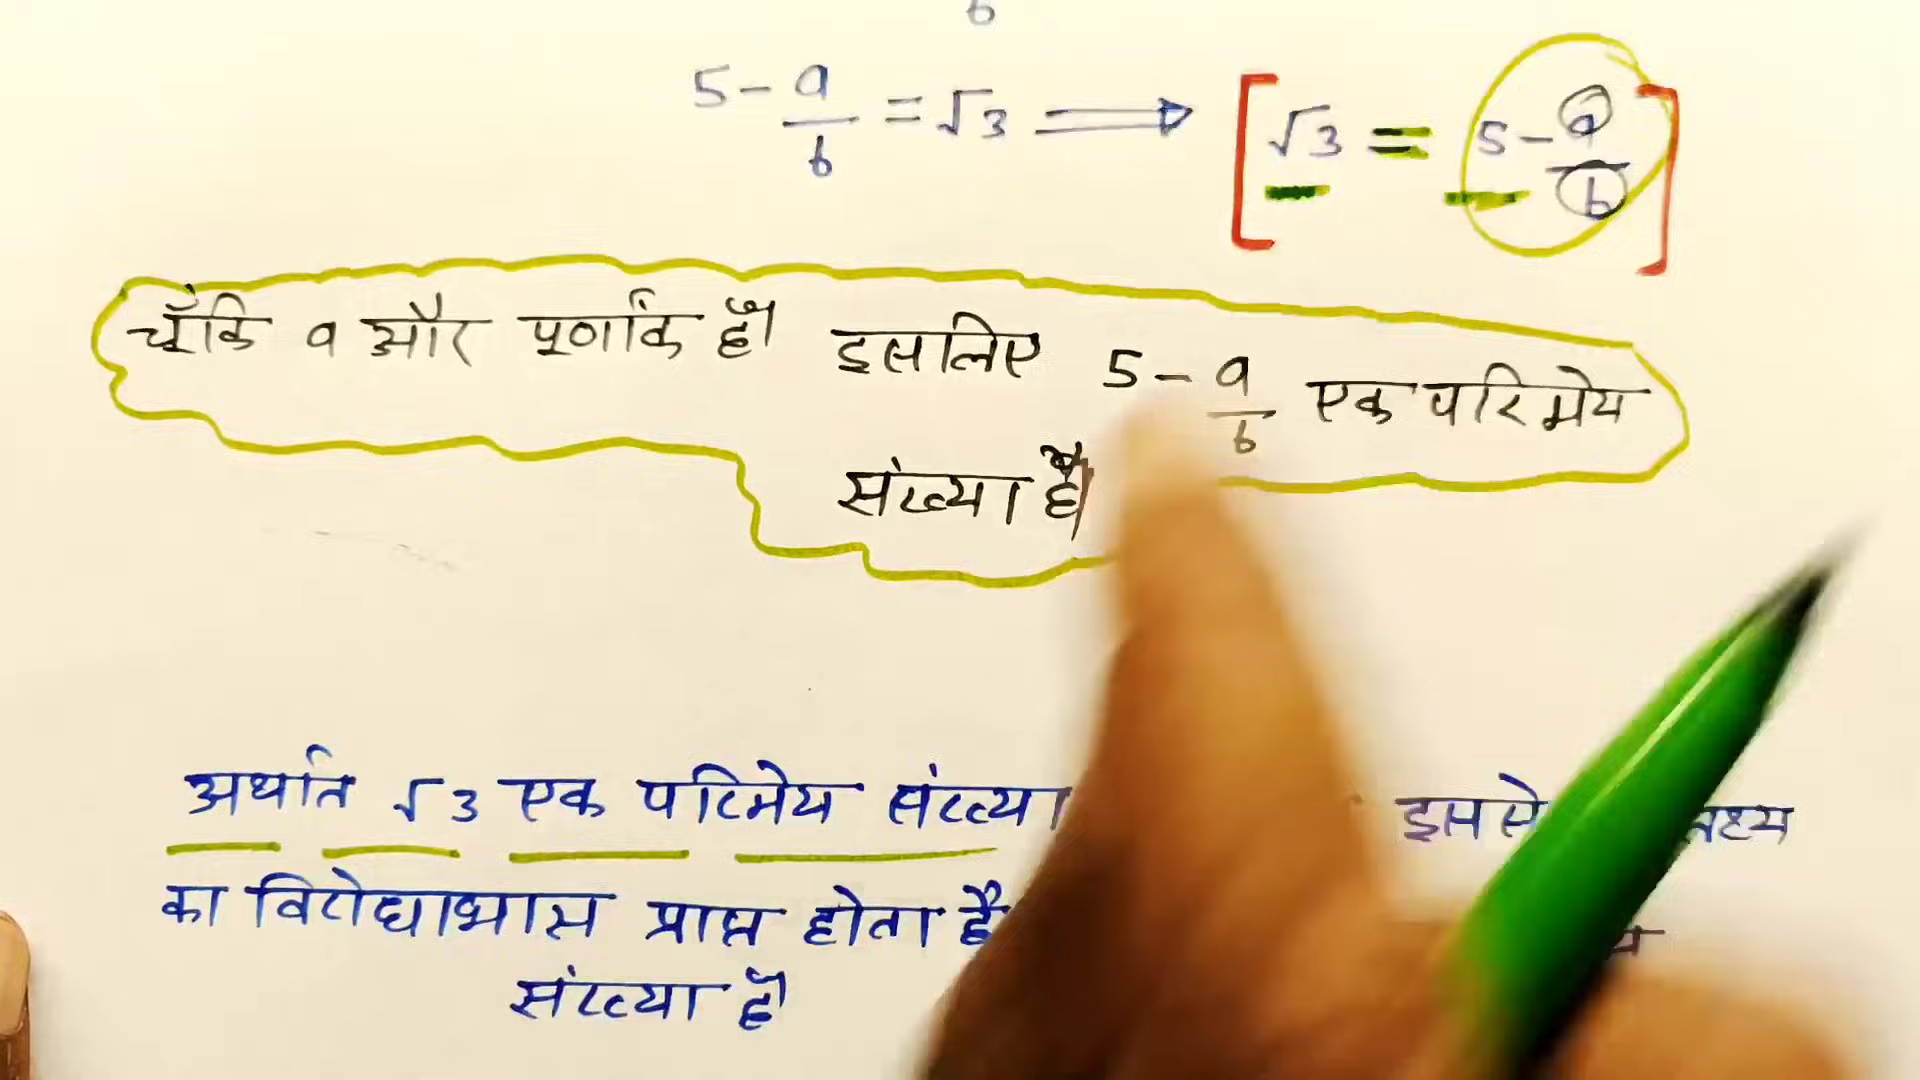 5 - a/b = √3 ⟹ [√3 = 5 - a/b]
चूँकि a और पूर्णांक है। इसलिए 5 - a/b एक परिमेय
संख्या है।
अर्थात √3 एक परिमेय संख्या इससे
का विरोधाभास प्राप्त होता है
संख्या है।